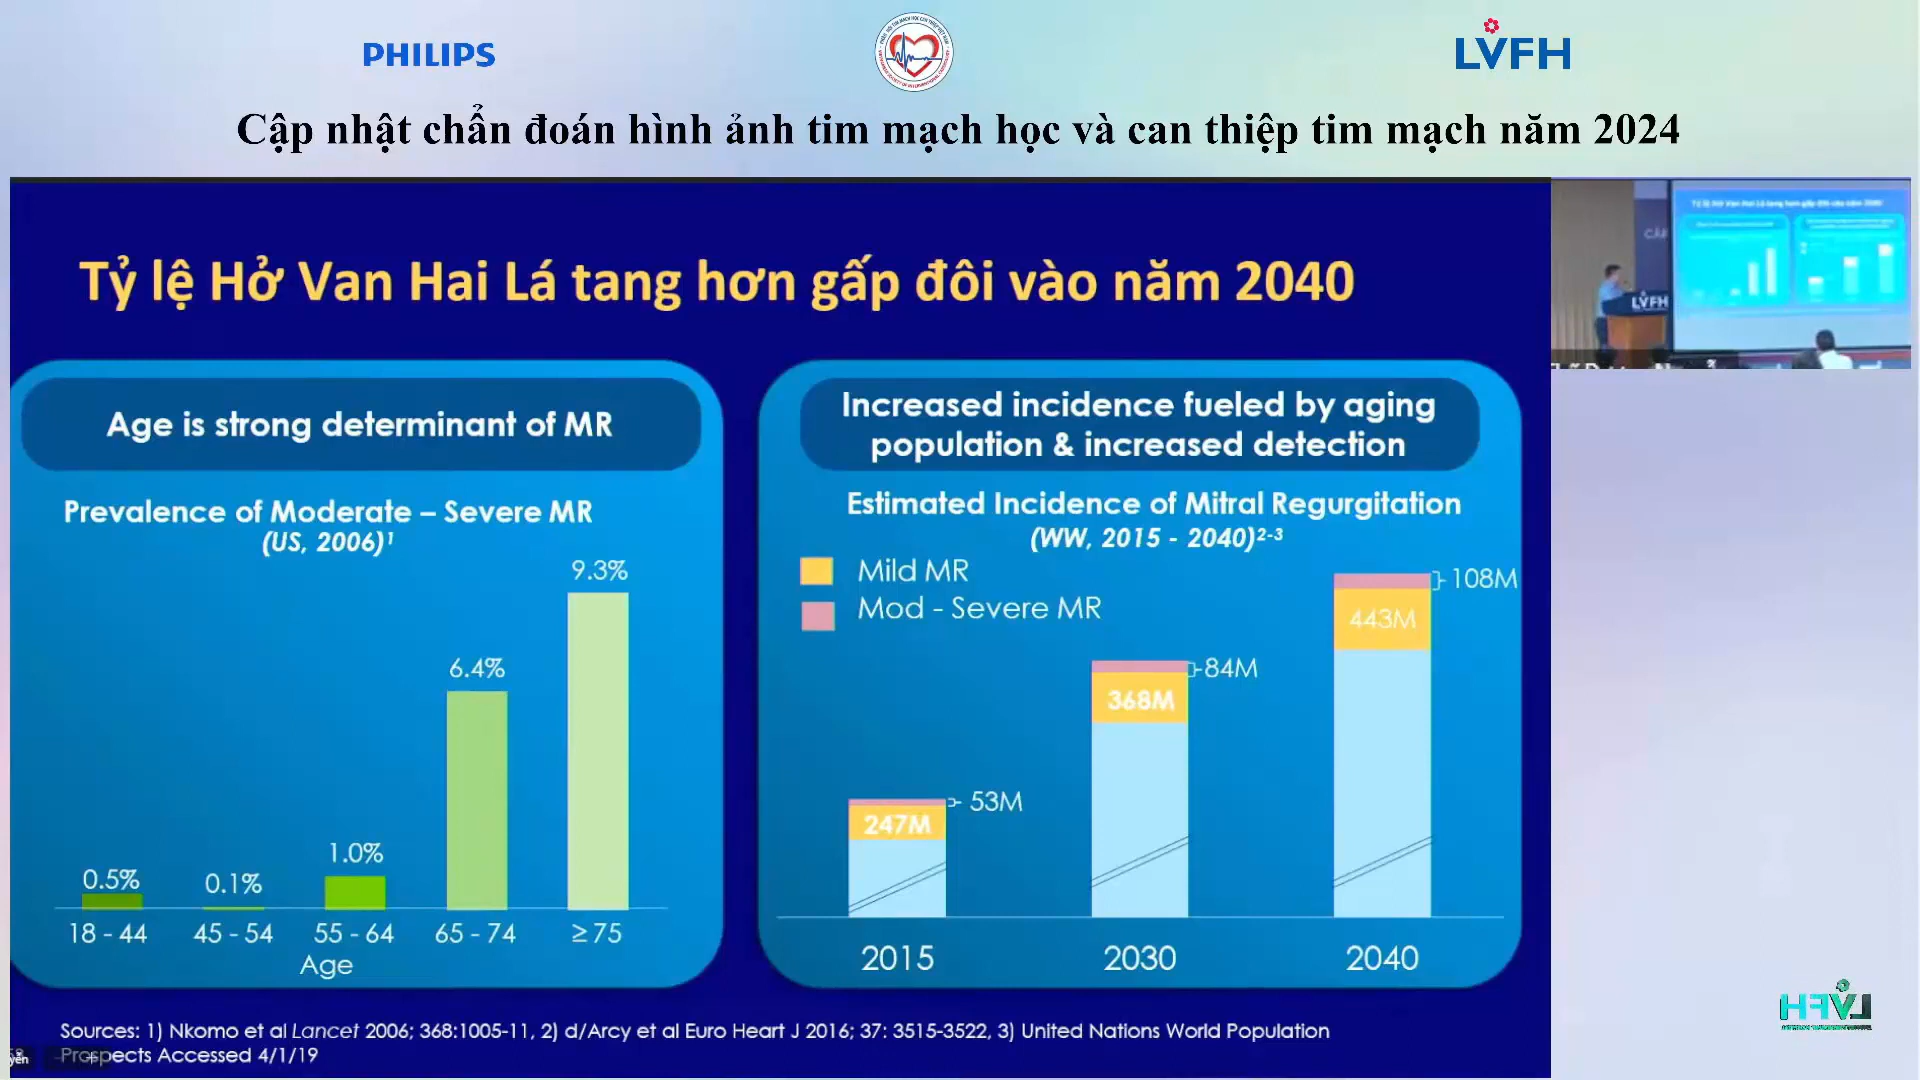 PHILIPS
LVFH
Cập nhật chẩn đoán hình ảnh tim mạch học và can thiệp tim mạch năm 2024
Tỷ lệ Hở Van Hai Lá tang hơn gấp đôi vào năm 2040
Age is strong determinant of MR
Prevalence of Moderate – Severe MR
(US, 2006)¹
9.3%
6.4%
1.0%
0.5%
0.1%
18 - 44
45 - 54
55 - 64
65 - 74
≥ 75
Age
Increased incidence fueled by aging
population & increased detection
Estimated Incidence of Mitral Regurgitation
(WW, 2015 - 2040)²⁻³
Mild MR
Mod - Severe MR
108M
443M
84M
368M
53M
247M
2015
2030
2040
Sources: 1) Nkomo et al Lancet 2006; 368:1005-11, 2) d/Arcy et al Euro Heart J 2016; 37: 3515-3522, 3) United Nations World Population
Prospects Accessed 4/1/19
LVFH
LVFH